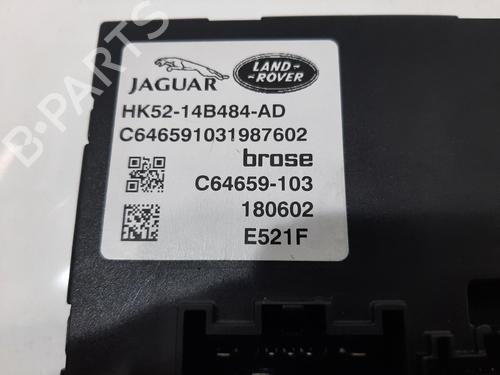 B-PARTS
JAGUAR
LAND-
ROVER
HK52-14B484-AD
C646591031987602
brose
C64659-103
180602
E521F